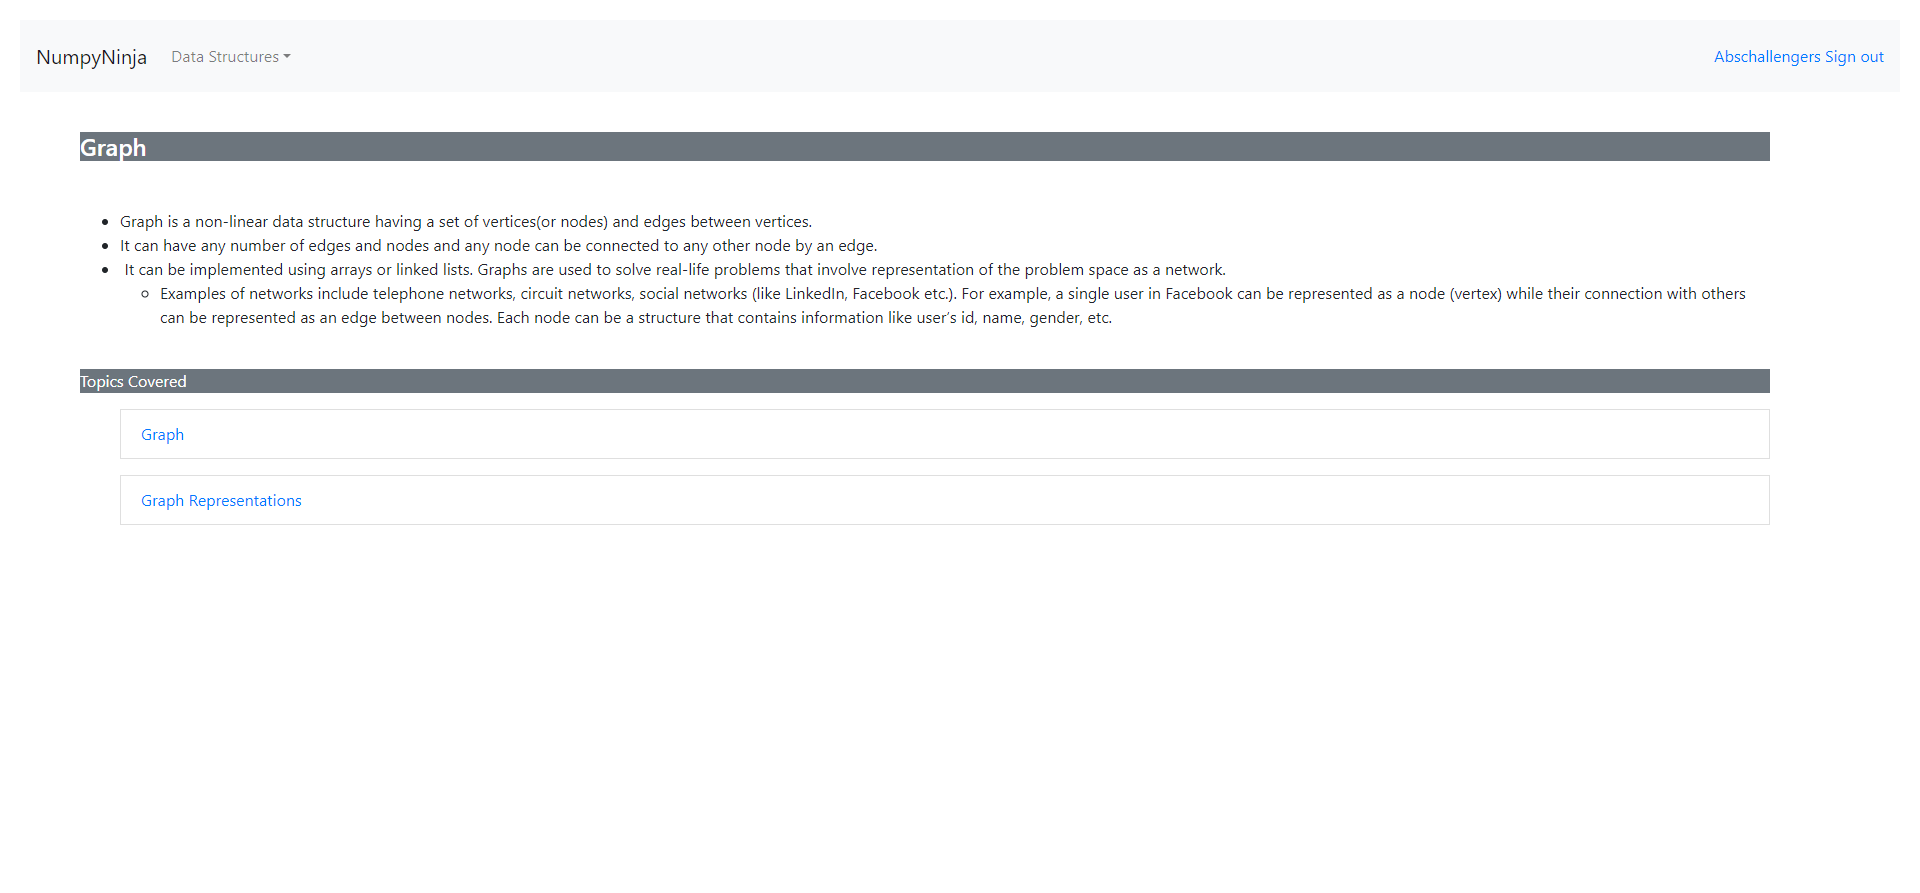 NumpyNinja Data Structures Abschallengers Sign out
Graph
Graph is a non-linear data structure having a set of vertices(or nodes) and edges between vertices.
It can have any number of edges and nodes and any node can be connected to any other node by an edge.
It can be implemented using arrays or linked lists. Graphs are used to solve real-life problems that involve representation of the problem space as a network.
Examples of networks include telephone networks, circuit networks, social networks (like LinkedIn, Facebook etc.). For example, a single user in Facebook can be represented as a node (vertex) while their connection with others
can be represented as an edge between nodes. Each node can be a structure that contains information like user’s id, name, gender, etc.
Topics Covered
Graph
Graph Representations